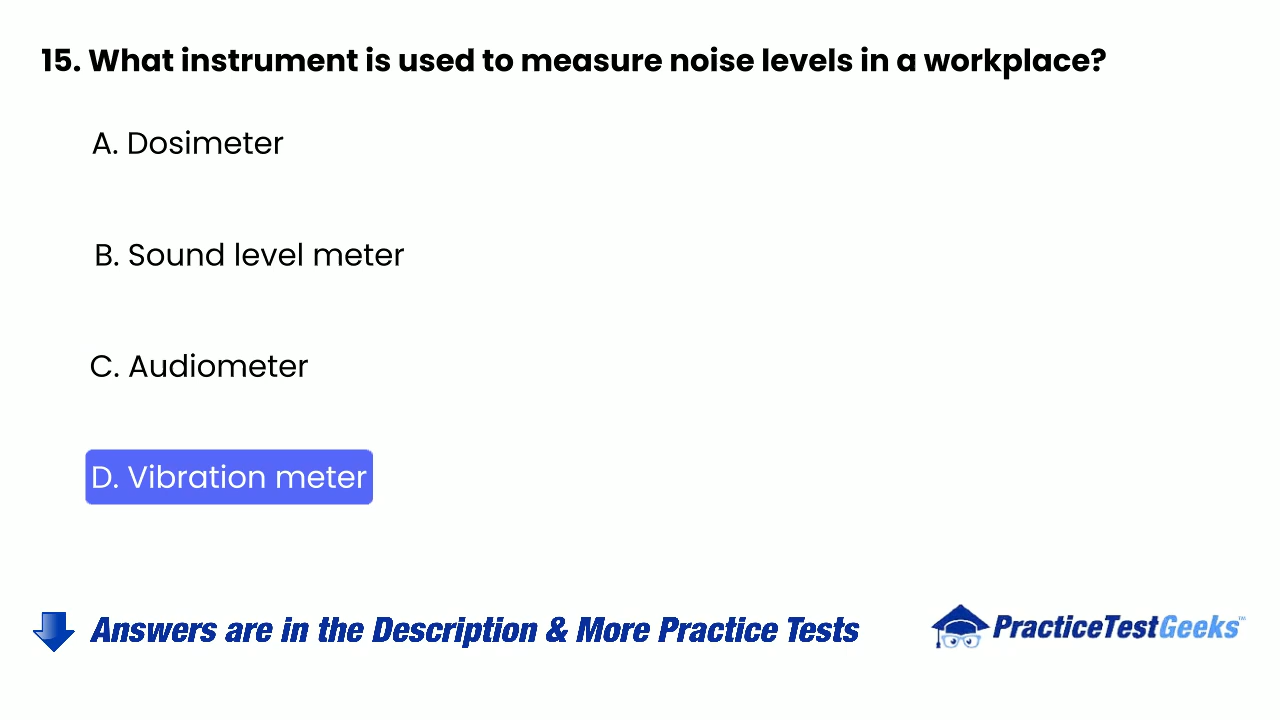 15. What instrument is used to measure noise levels in a workplace?
A. Dosimeter
B. Sound level meter
C. Audiometer
D. Vibration meter
Answers are in the Description & More Practice Tests
PracticeTestGeeks™